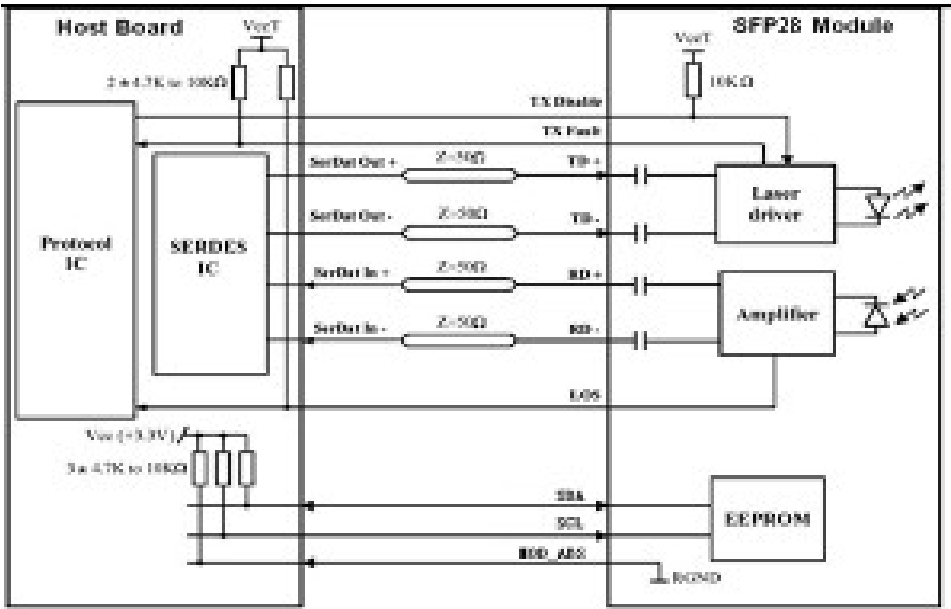 Host Board
SFP28 Module
VccT
VccT
2 x 4.7K to 10KΩ
10KΩ
TX Disable
TX Fault
SerDat Out +
Z=50Ω
TD +
SerDat Out -
Z=50Ω
TD -
SerDat In +
Z=50Ω
RD +
SerDat In -
Z=50Ω
RD -
Protocol
IC
SERDES
IC
Laser
driver
Amplifier
LOS
Vcc (+3.3V)
3 x 4.7K to 10KΩ
SDA
SCL
MOD_ABS
RGND
EEPROM